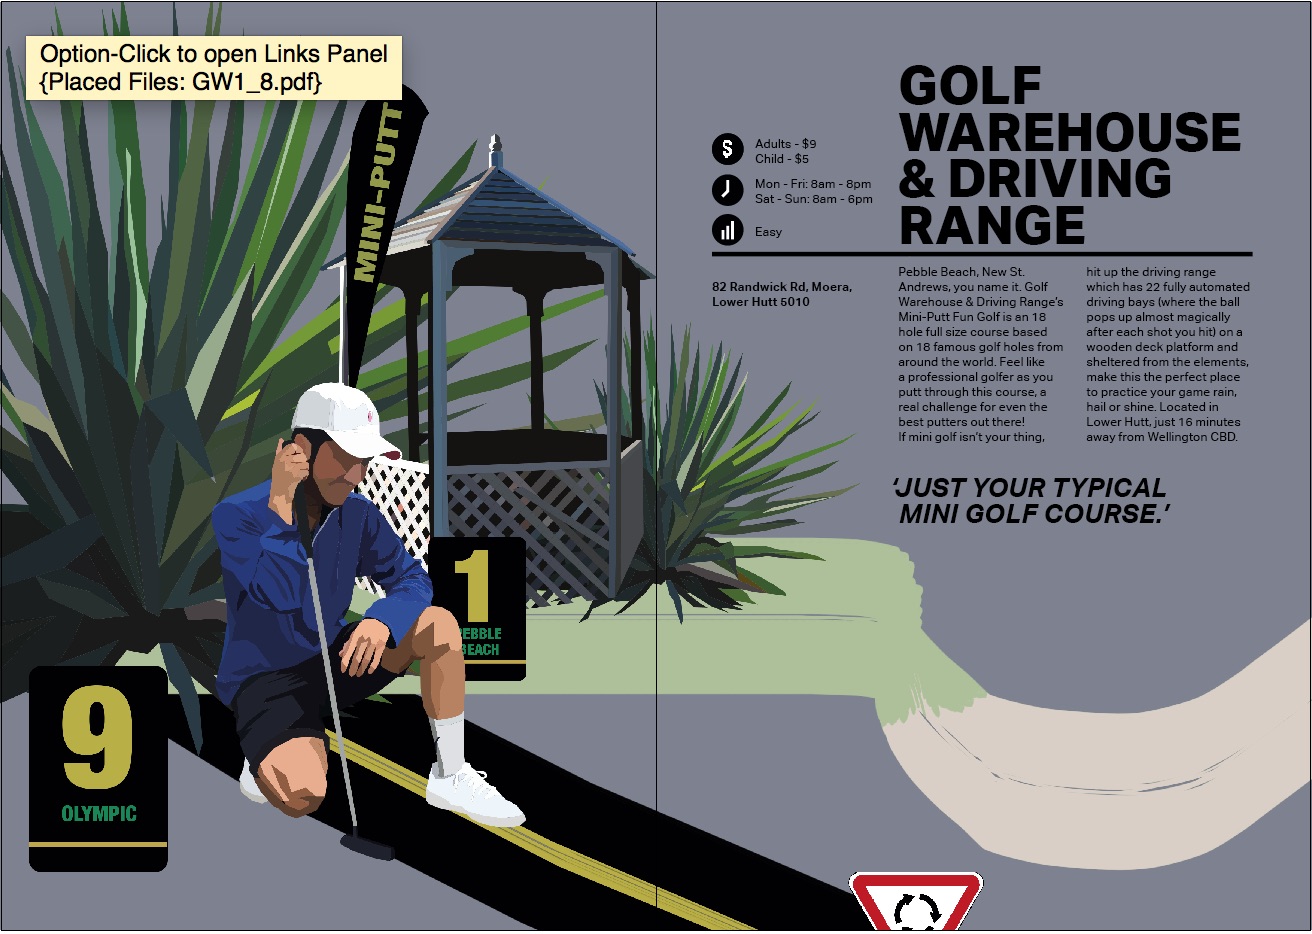 Option-Click to open Links Panel
{Placed Files: GW1_8.pdf}
MINI-PUTT
GOLF
WAREHOUSE
& DRIVING
RANGE
$
Adults - $9
Child - $5
Mon - Fri: 8am - 8pm
Sat - Sun: 8am - 6pm
Easy
82 Randwick Rd, Moera,
Lower Hutt 5010
Pebble Beach, New St.
Andrews, you name it. Golf
Warehouse & Driving Range's
Mini-Putt Fun Golf is an 18
hole full size course based
on 18 famous golf holes from
around the world. Feel like
a professional golfer as you
putt through this course, a
real challenge for even the
best putters out there!
If mini golf isn't your thing,
hit up the driving range
which has 22 fully automated
driving bays (where the ball
pops up almost magically
after each shot you hit) on a
wooden deck platform and
sheltered from the elements,
make this the perfect place
to practice your game rain,
hail or shine. Located in
Lower Hutt, just 16 minutes
away from Wellington CBD.
‘JUST YOUR TYPICAL
MINI GOLF COURSE.’
1
EBBLE
BEACH
9
OLYMPIC